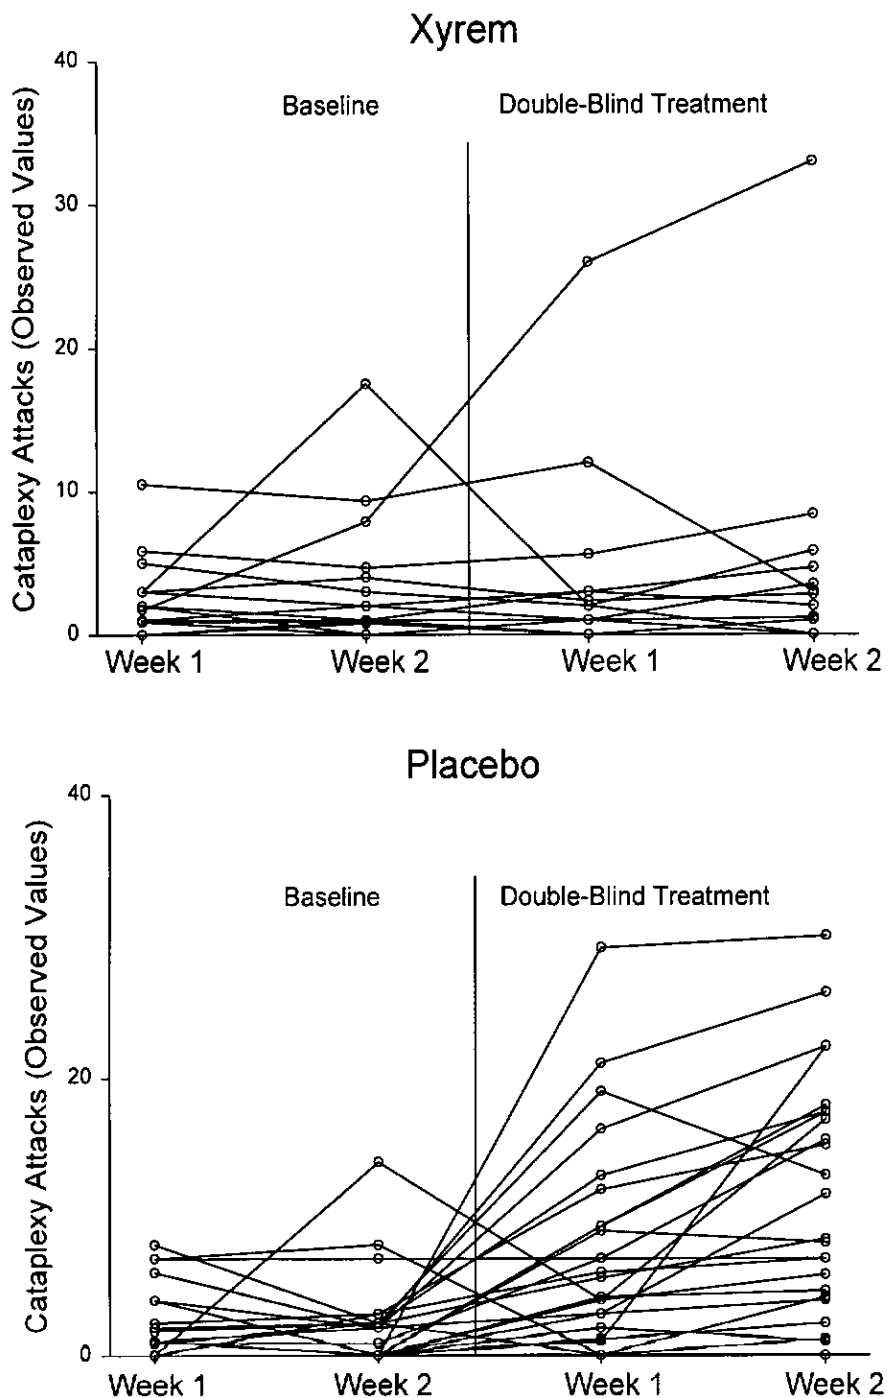 Xyrem
40
Baseline
Double-Blind Treatment
30
20
10
0
Cataplexy Attacks (Observed Values)
Week 1
Week 2
Week 1
Week 2
Placebo
40
Baseline
Double-Blind Treatment
20
0
Cataplexy Attacks (Observed Values)
Week 1
Week 2
Week 1
Week 2